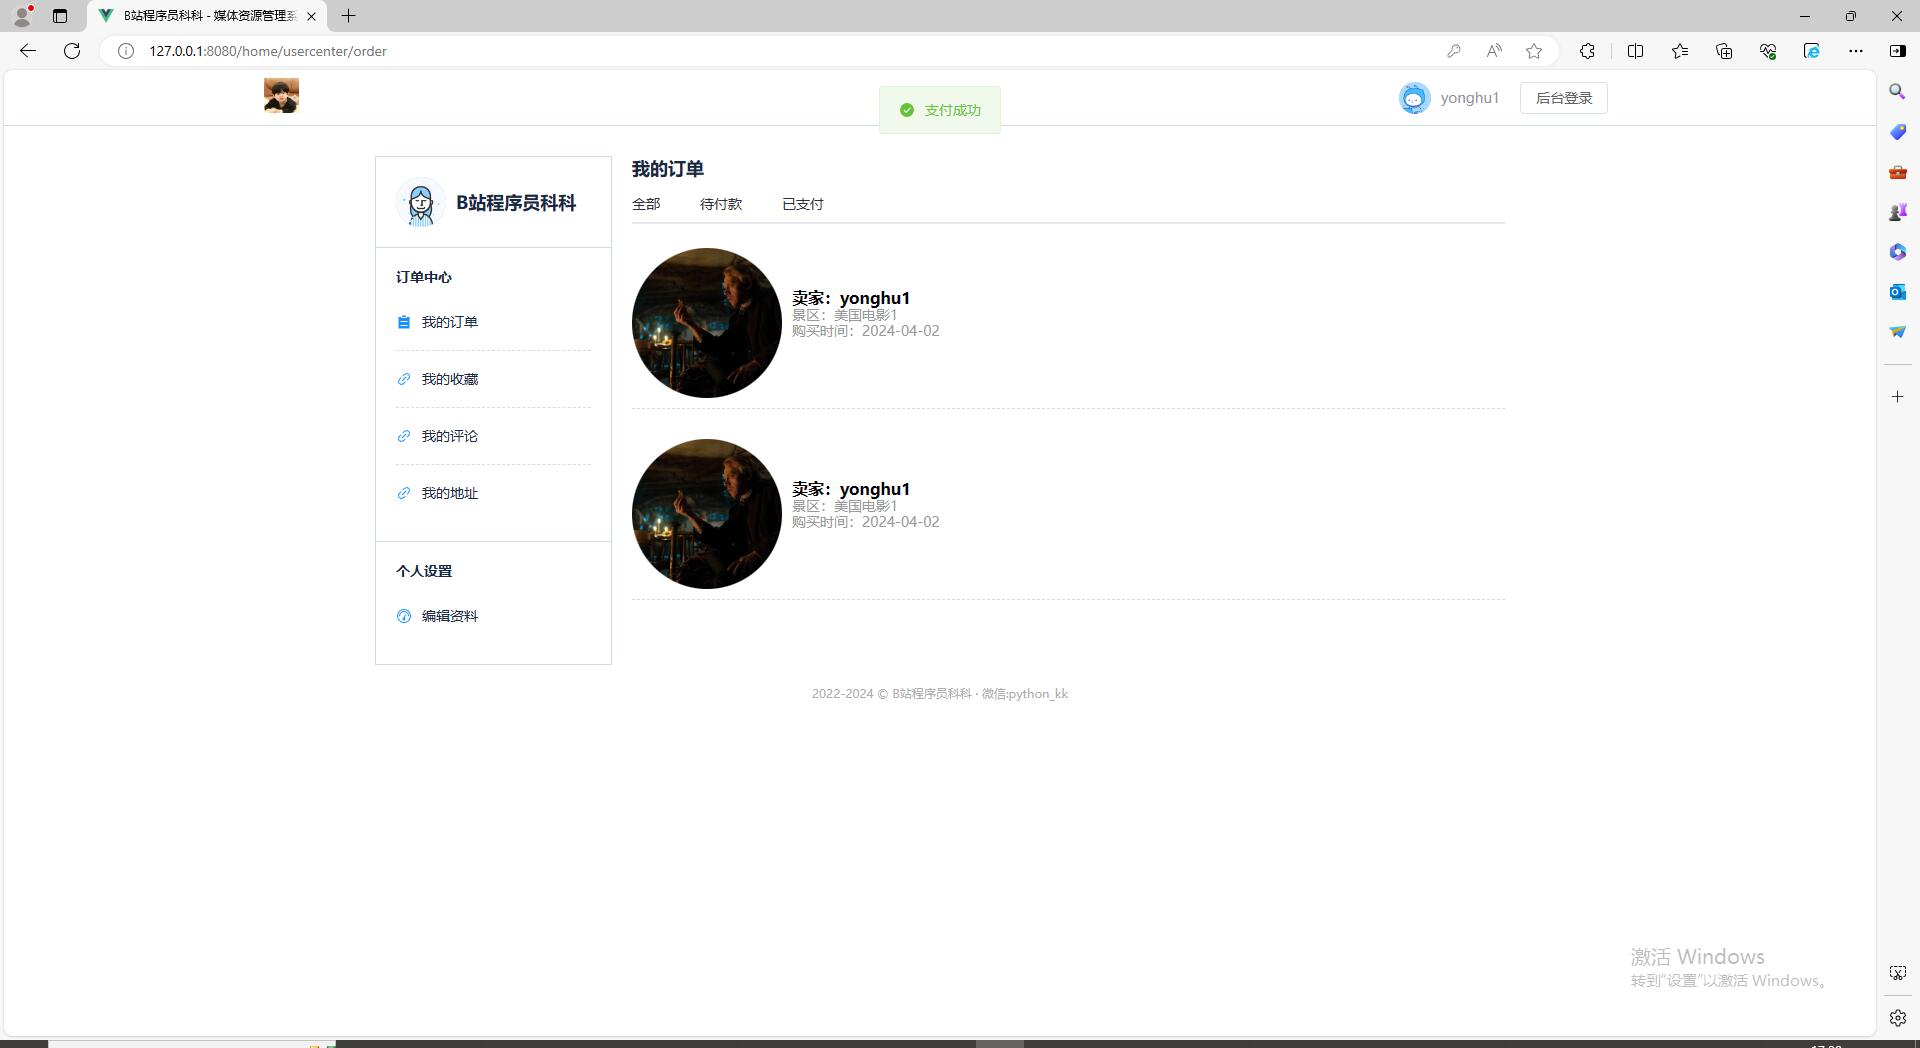 B站程序员科科 - 媒体资源管理系
127.0.0.1:8080/home/usercenter/order
支付成功
yonghu1
后台登录
B站程序员科科
订单中心
我的订单
我的收藏
我的评论
我的地址
个人设置
编辑资料
我的订单
全部 待付款 已支付
卖家：yonghu1
景区：美国电影1
购买时间：2024-04-02
卖家：yonghu1
景区：美国电影1
购买时间：2024-04-02
2022-2024 © B站程序员科科 · 微信:python_kk
激活 Windows
转到"设置"以激活 Windows。